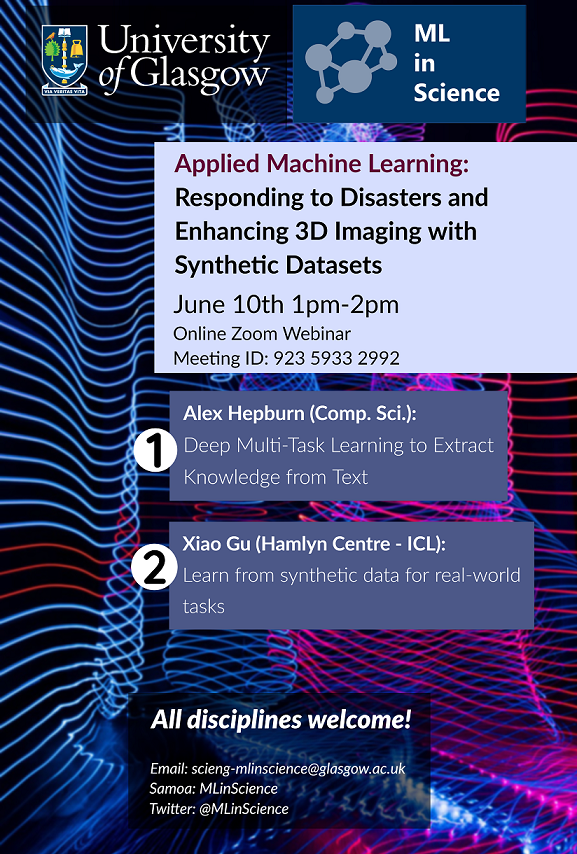 University
of Glasgow
VIA VERITAS VITA
ML
in
Science
Applied Machine Learning:
Responding to Disasters and
Enhancing 3D Imaging with
Synthetic Datasets
June 10th 1pm-2pm
Online Zoom Webinar
Meeting ID: 923 5933 2992
1
Alex Hepburn (Comp. Sci.):
Deep Multi-Task Learning to Extract
Knowledge from Text
2
Xiao Gu (Hamlyn Centre - ICL):
Learn from synthetic data for real-world
tasks
All disciplines welcome!
Email: scieng-mlinscience@glasgow.ac.uk
Samoa: MLinScience
Twitter: @MLinScience